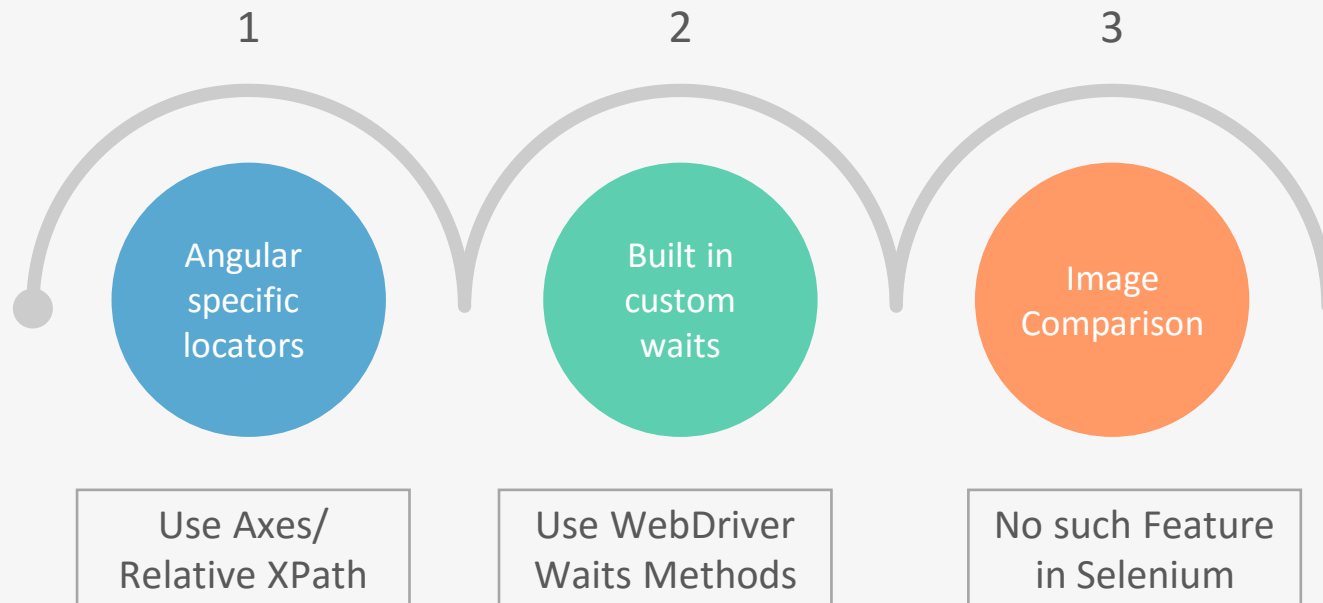 1
2
3
Angular
specific
locators
Built in
custom
waits
Image
Comparison
Use Axes/
Relative XPath
Use WebDriver
Waits Methods
No such Feature
in Selenium